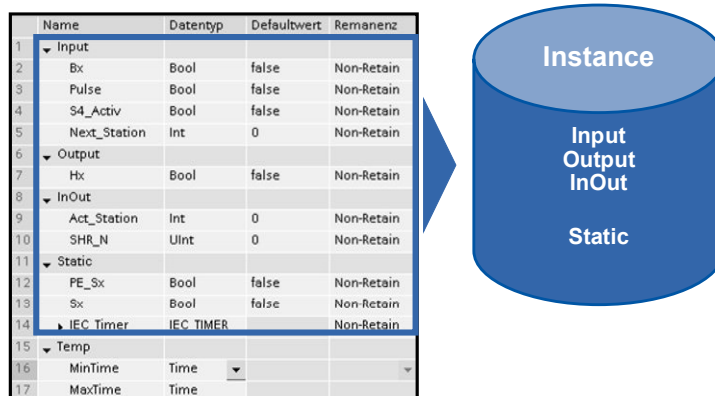 Name Datentyp Defaultwert Remanenz
1 Input
2 Bx Bool false Non-Retain
3 Pulse Bool false Non-Retain
4 S4_Activ Bool false Non-Retain
5 Next_Station Int 0 Non-Retain
6 Output
7 Hx Bool false Non-Retain
8 InOut
9 Act_Station Int 0 Non-Retain
10 SHR_N UInt 0 Non-Retain
11 Static
12 PE_Sx Bool false Non-Retain
13 Sx Bool false Non-Retain
14 IEC Timer IEC_TIMER Non-Retain
15 Temp
16 MinTime Time
17 MaxTime Time
Instance
Input
Output
InOut
Static